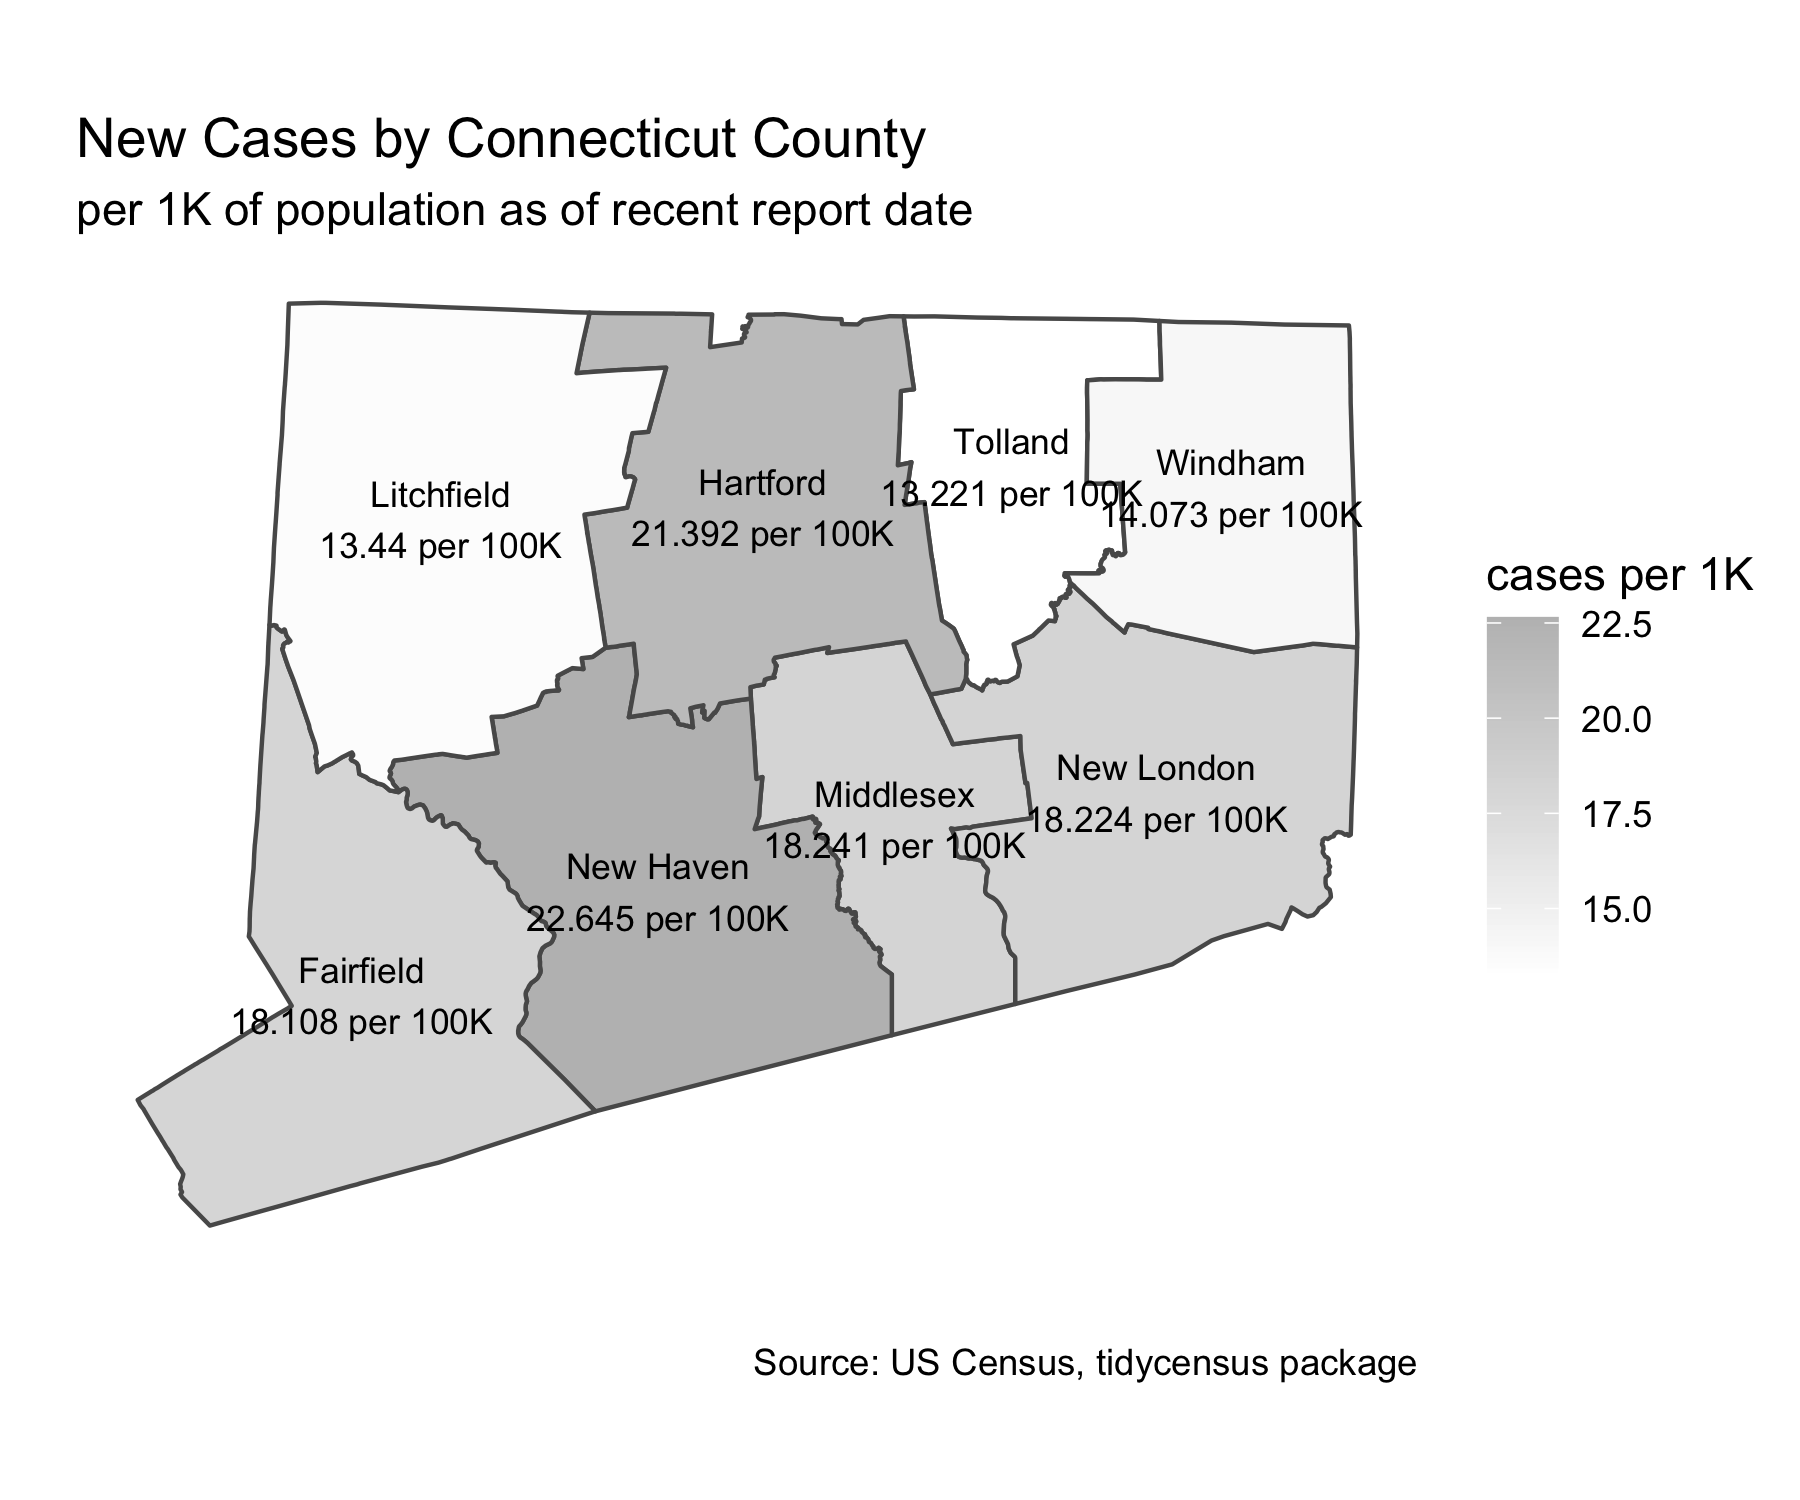 New Cases by Connecticut County
per 1K of population as of recent report date
Tolland
13.221 per 100K
Windham
14.073 per 100K
Hartford
21.392 per 100K
Litchfield
13.44 per 100K
cases per 1K
22.5
20.0
17.5
15.0
New London
18.224 per 100K
Middlesex
18.241 per 100K
New Haven
22.645 per 100K
Fairfield
18.108 per 100K
Source: US Census, tidycensus package